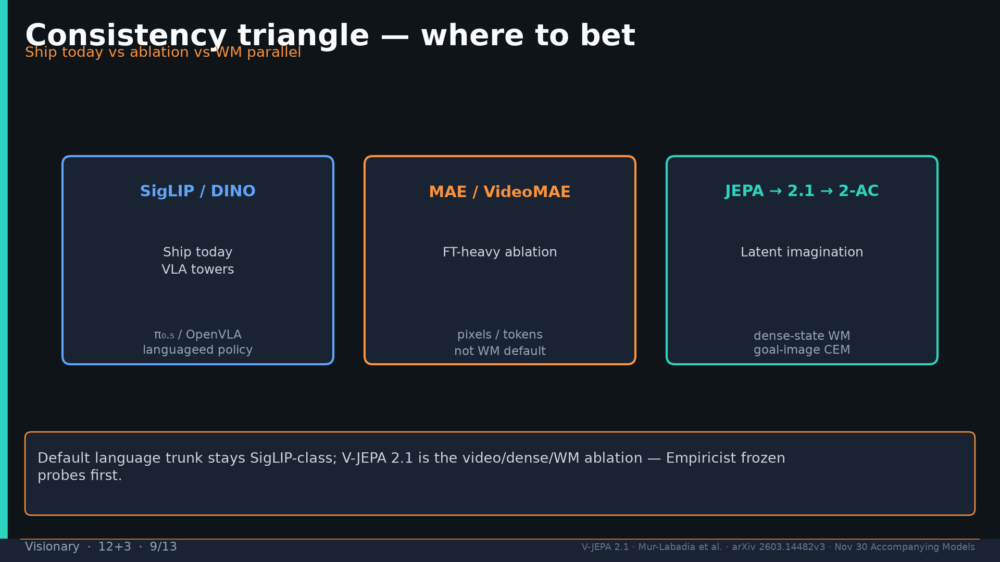 Consistency triangle — where to bet
Ship today vs ablation vs WM parallel
SigLIP / DINO
Ship today
VLA towers
π₀.₅ / OpenVLA
languageed policy
MAE / VideoMAE
FT-heavy ablation
pixels / tokens
not WM default
JEPA → 2.1 → 2-AC
Latent imagination
dense-state WM
goal-image CEM
Default language trunk stays SigLIP-class; V-JEPA 2.1 is the video/dense/WM ablation — Empiricist frozen
probes first.
Visionary · 12+3 · 9/13
V-JEPA 2.1 · Mur-Labadia et al. · arXiv 2603.14482v3 · Nov 30 Accompanying Models